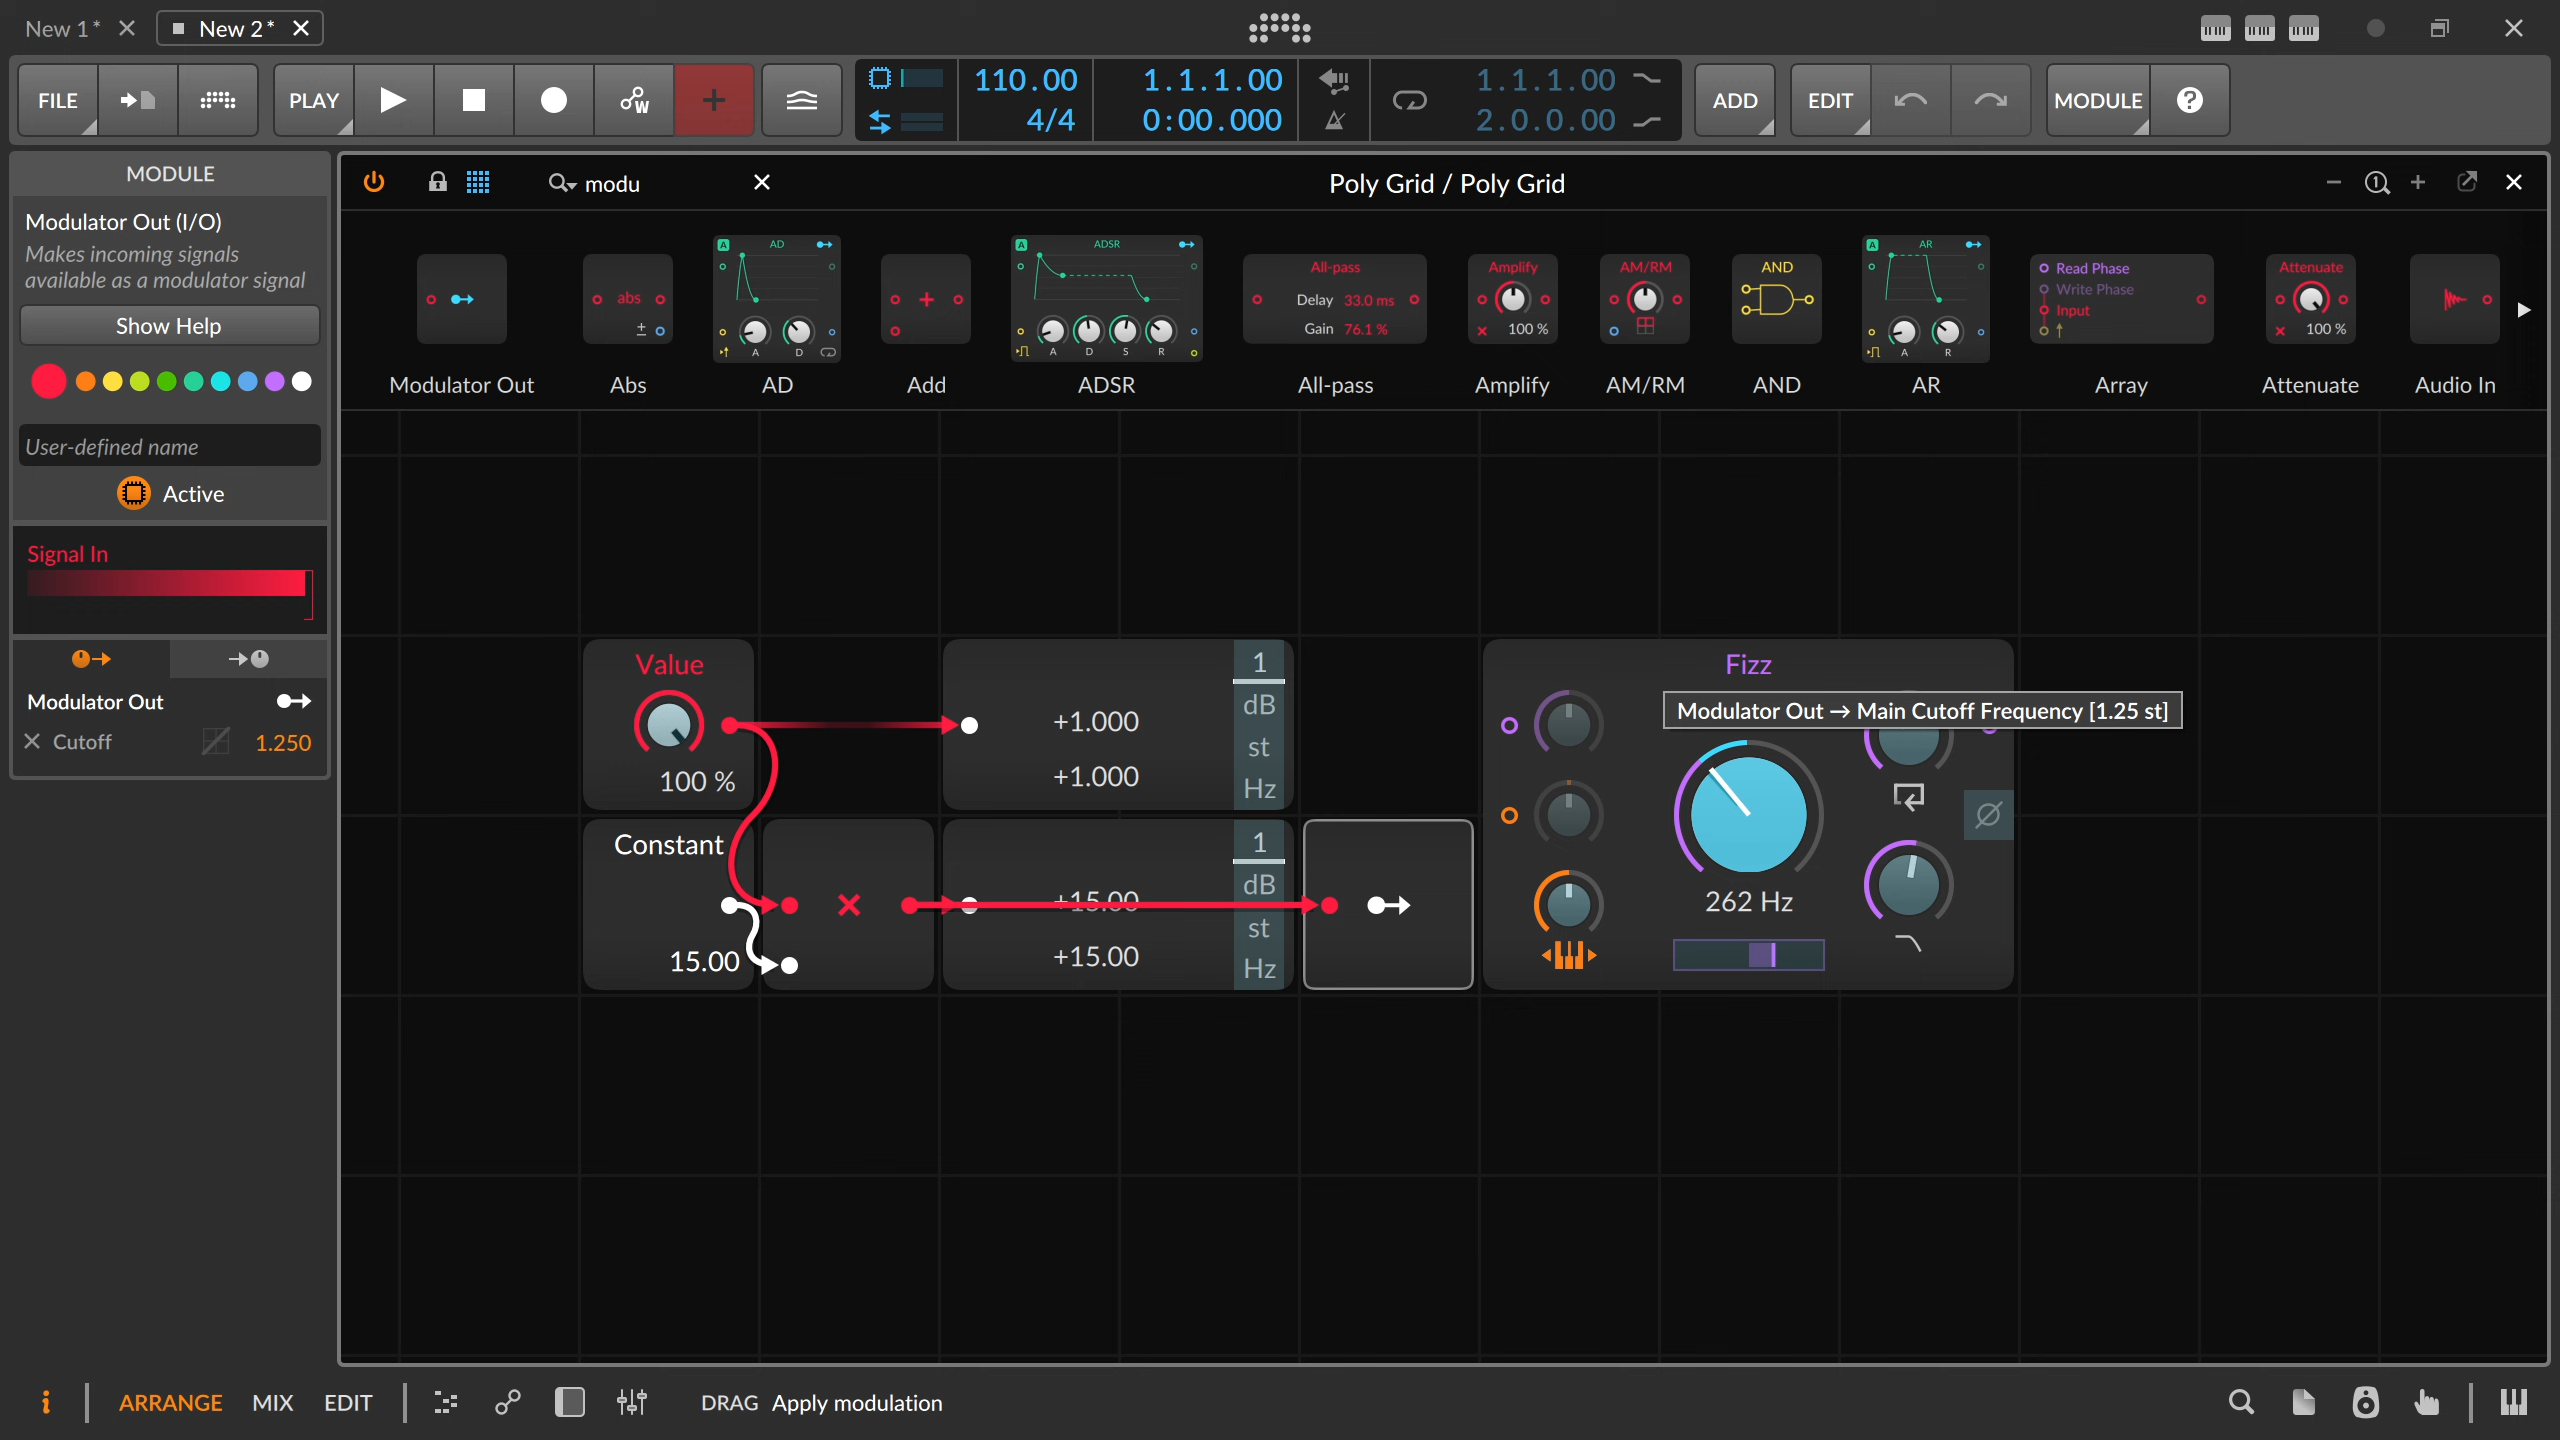 New 1*
New 2*
FILE
PLAY
W
110.00
4/4
1.1.1.00
0:00.000
1.1.1.00
2.0.0.00
ADD
EDIT
MODULE
?
MODULE
Modulator Out (I/O)
Makes incoming signals
available as a modulator signal
Show Help
User-defined name
Active
Signal In
Modulator Out
Cutoff
1.250
modu
Poly Grid / Poly Grid
Modulator Out
abs
±
Abs
A
AD
A
D
AD
Add
A
ADSR
A
D
S
R
ADSR
All-pass
Delay 33.0 ms
Gain 76.1 %
All-pass
Amplify
100 %
Amplify
AM/RM
AM/RM
AND
AND
A
AR
A
R
AR
Read Phase
Write Phase
Input
Array
Attenuate
100 %
Attenuate
Audio In
Value
100 %
+1.000
+1.000
1
dB
st
Hz
Constant
15.00
+15.00
+15.00
1
dB
st
Hz
Fizz
Modulator Out → Main Cutoff Frequency [1.25 st]
262 Hz
i
ARRANGE
MIX
EDIT
DRAG Apply modulation